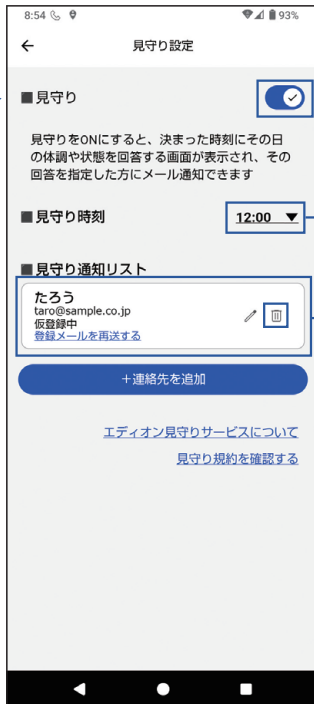 8:54 93%
見守り設定
■見守り
見守りをONにすると、決まった時刻にその日
の体調や状態を回答する画面が表示され、その
回答を指定した方にメール通知できます
■見守り時刻 12:00 ▼
■見守り通知リスト
たろう
taro@sample.co.jp
仮登録中
登録メールを再送する
+連絡先を追加
エディオン見守りサービスについて
見守り規約を確認する